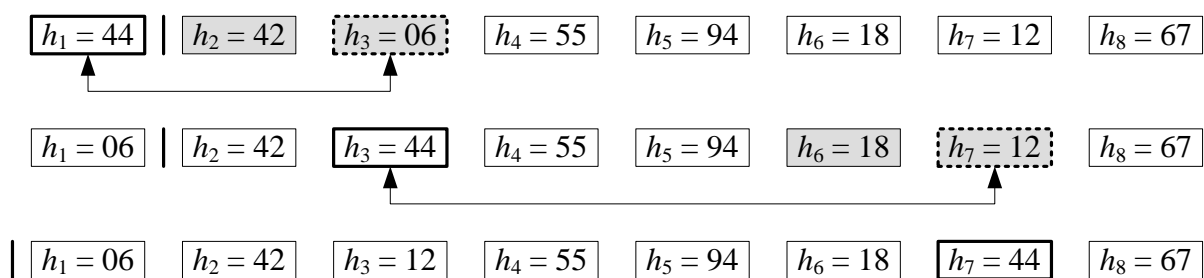 h₁ = 44 h₂ = 42 h₃ = 06 h₄ = 55 h₅ = 94 h₆ = 18 h₇ = 12 h₈ = 67
h₁ = 06 h₂ = 42 h₃ = 44 h₄ = 55 h₅ = 94 h₆ = 18 h₇ = 12 h₈ = 67
h₁ = 06 h₂ = 42 h₃ = 12 h₄ = 55 h₅ = 94 h₆ = 18 h₇ = 44 h₈ = 67